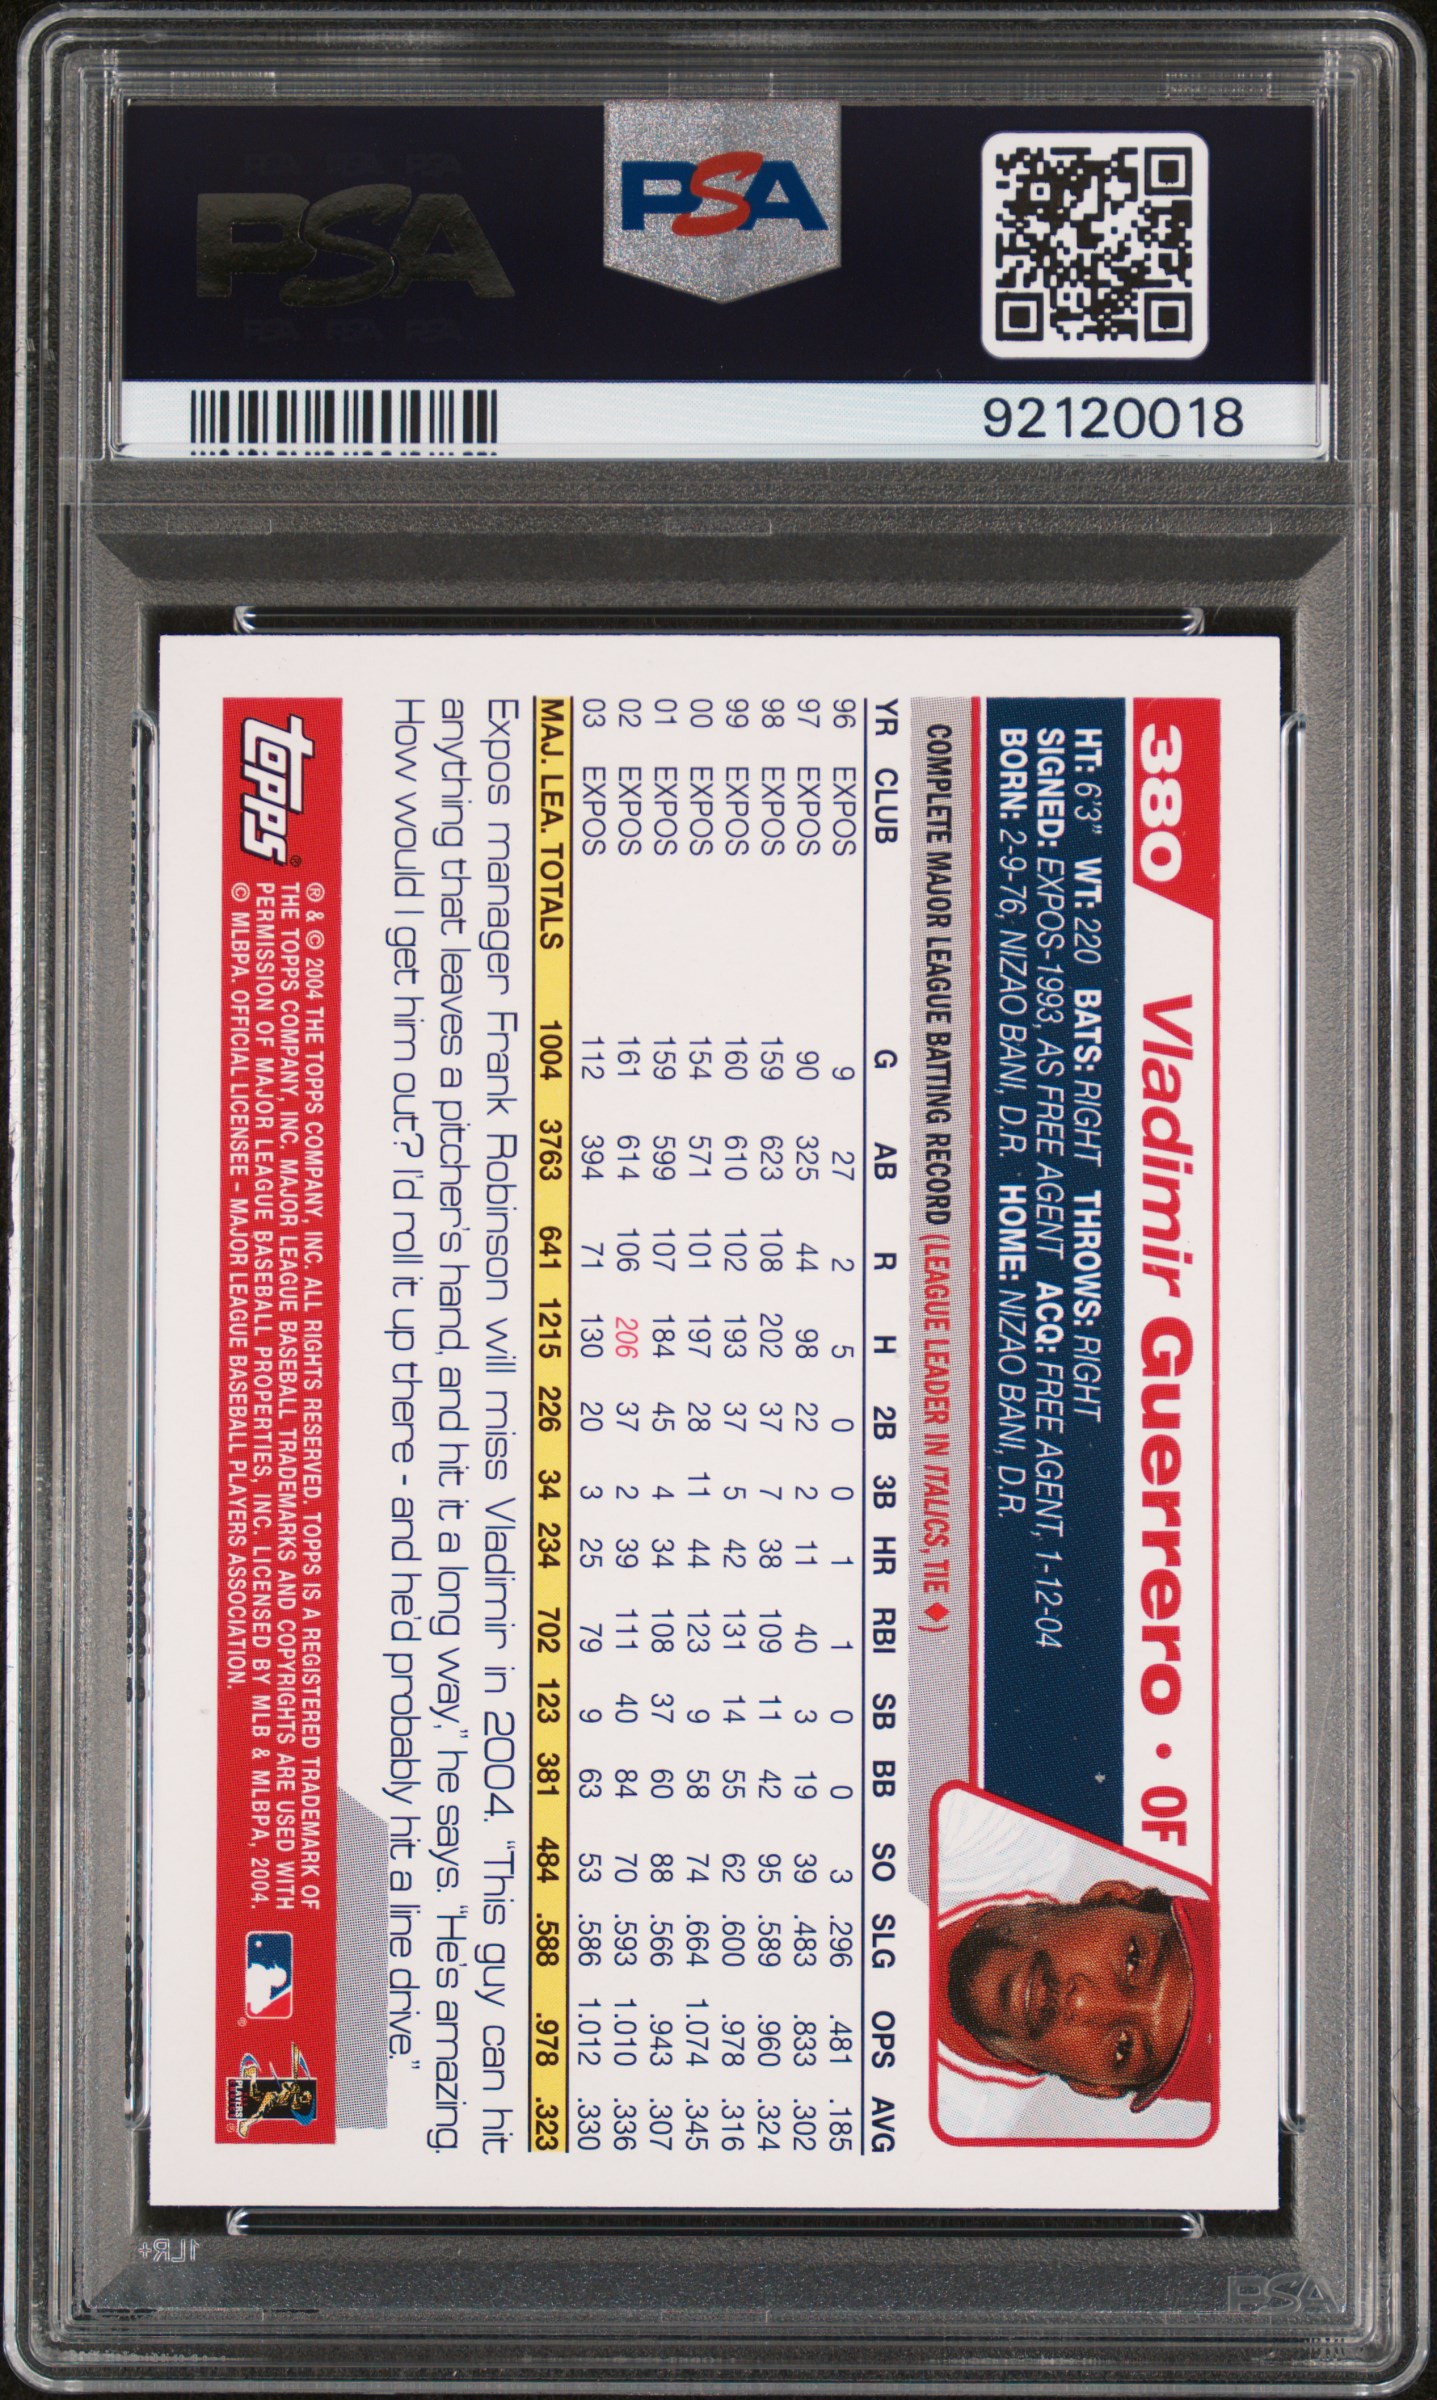 PSA
PSA
92120018
380 Vladimir Guerrero • OF
HT: 6'3" WT: 220 BATS: RIGHT THROWS: RIGHT
SIGNED: EXPOS-1993, AS FREE AGENT ACQ: FREE AGENT, 1-12-04
BORN: 2-9-76, NIZAO BANI, D.R. HOME: NIZAO BANI, D.R.
COMPLETE MAJOR LEAGUE BATING RECORD (LEAGUE LEADER IN ITALICS, TIE ♦)
YR CLUB G AB R H 2B 3B HR RBI SB BB SO SLG OPS AVG
96 EXPOS 9 27 2 5 0 0 1 1 0 0 3 .296 .481 .185
97 EXPOS 90 325 44 98 22 2 11 40 3 19 39 .483 .833 .302
98 EXPOS 159 623 108 202 37 7 38 109 11 42 95 .589 .960 .324
99 EXPOS 160 610 102 193 37 5 42 131 14 55 62 .600 .978 .316
00 EXPOS 154 571 101 197 28 11 44 123 9 58 74 .664 1.074 .345
01 EXPOS 159 599 107 184 45 4 34 108 37 60 88 .566 .943 .307
02 EXPOS 161 614 106 206 37 2 39 111 40 84 70 .593 1.010 .336
03 EXPOS 112 394 71 130 20 3 25 79 9 63 53 .586 1.012 .330
MAJ. LEA. TOTALS 1004 3763 641 1215 226 34 234 702 123 381 484 .588 .978 .323
Expos manager Frank Robinson will miss Vladimir in 2004. "This guy can hit
anything that leaves a pitcher's hand, and hit it a long way," he says. "He's amazing.
How would I get him out? I'd roll it up there - and he'd probably hit a line drive."
topps®
® & © 2004 THE TOPPS COMPANY, INC. ALL RIGHTS RESERVED. TOPPS IS A REGISTERED TRADEMARK OF
THE TOPPS COMPANY, INC. MAJOR LEAGUE BASEBALL TRADEMARKS AND COPYRIGHTS ARE USED WITH
PERMISSION OF MAJOR LEAGUE BASEBALL PROPERTIES, INC. LICENSED BY MLB & MLBPA, 2004.
© MLBPA. OFFICIAL LICENSEE - MAJOR LEAGUE BASEBALL PLAYERS ASSOCIATION.
PLAYERS
1LR+
PSA